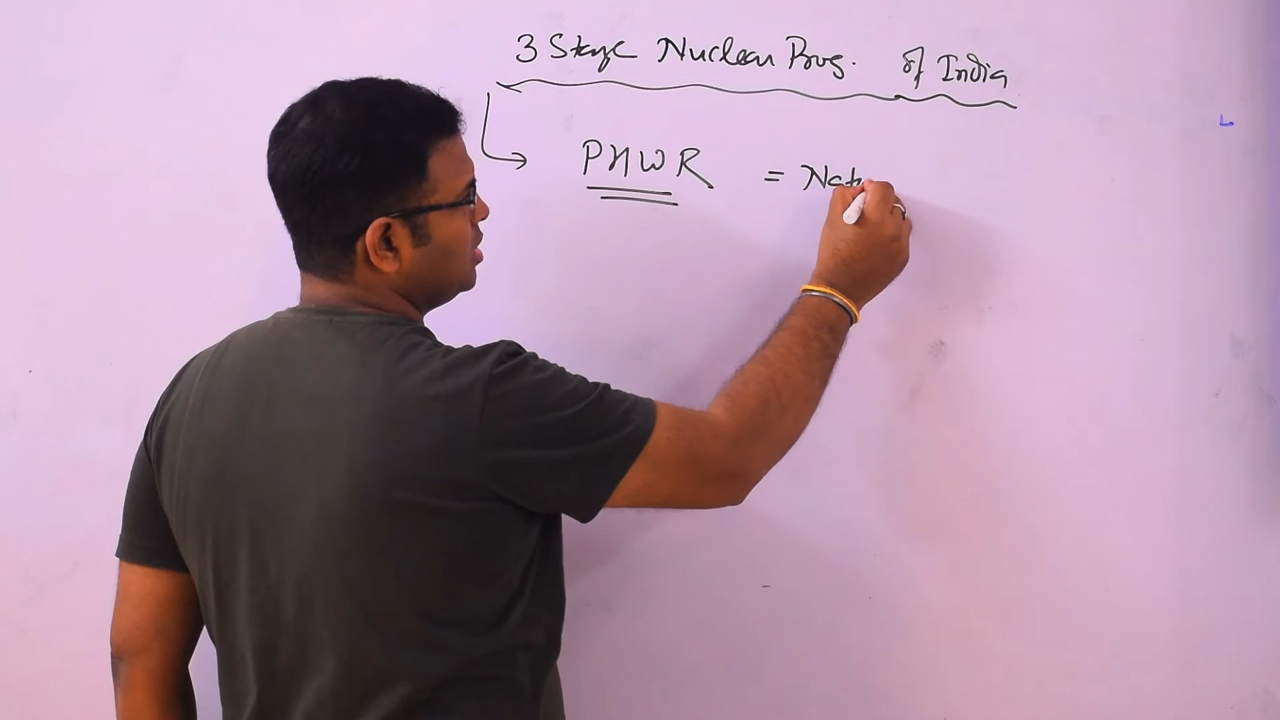 3 Stage Nuclear Prog. of India
PHWR = Nat